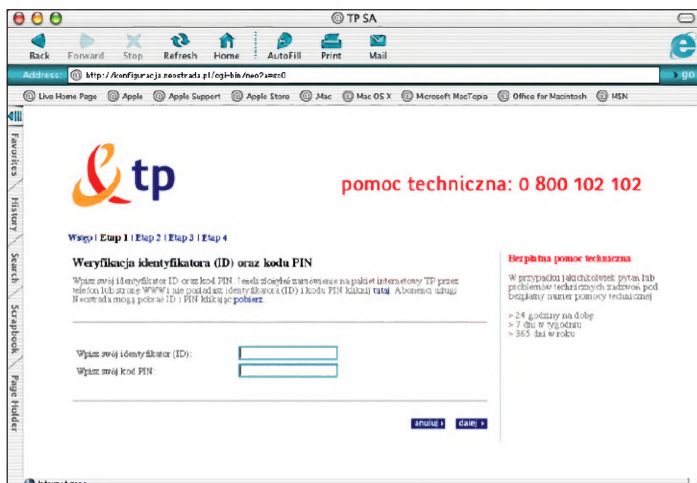 TP SA
Back Forward Stop Refresh Home AutoFill Print Mail
Address: http://konfiguracja.neostrada.pl/cgi-bin/neo2?a=sc0 go
Live Home Page Apple Apple Support Apple Store .Mac Mac OS X Microsoft MacTopia Office for Macintosh MSN
Favorites
History
Search
Scrapbook
Page Holder
tp
pomoc techniczna: 0 800 102 102
Wstęp | Etap 1 | Etap 2 | Etap 3 | Etap 4
Weryfikacja identyfikatora (ID) oraz kodu PIN
Wpisz swój identyfikator ID oraz kod PIN. Jeśli złożyłeś zamówienie na pakiet internetowy TP przez
telefon lub stronę WWW i nie posiadasz identyfikatora (ID) i kodu PIN kliknij tutaj. Abonenci usługi
Neostrada mogą pobrać ID i PIN klikając pobierz.
Wpisz swój identyfikator (ID):
Wpisz swój kod PIN:
anuluj dalej
Bezpłatna pomoc techniczna
W przypadku jakichkolwiek pytań lub
problemów technicznych zadzwoń pod
bezpłatny numer pomocy technicznej
> 24 godziny na dobę
> 7 dni w tygodniu
> 365 dni w roku